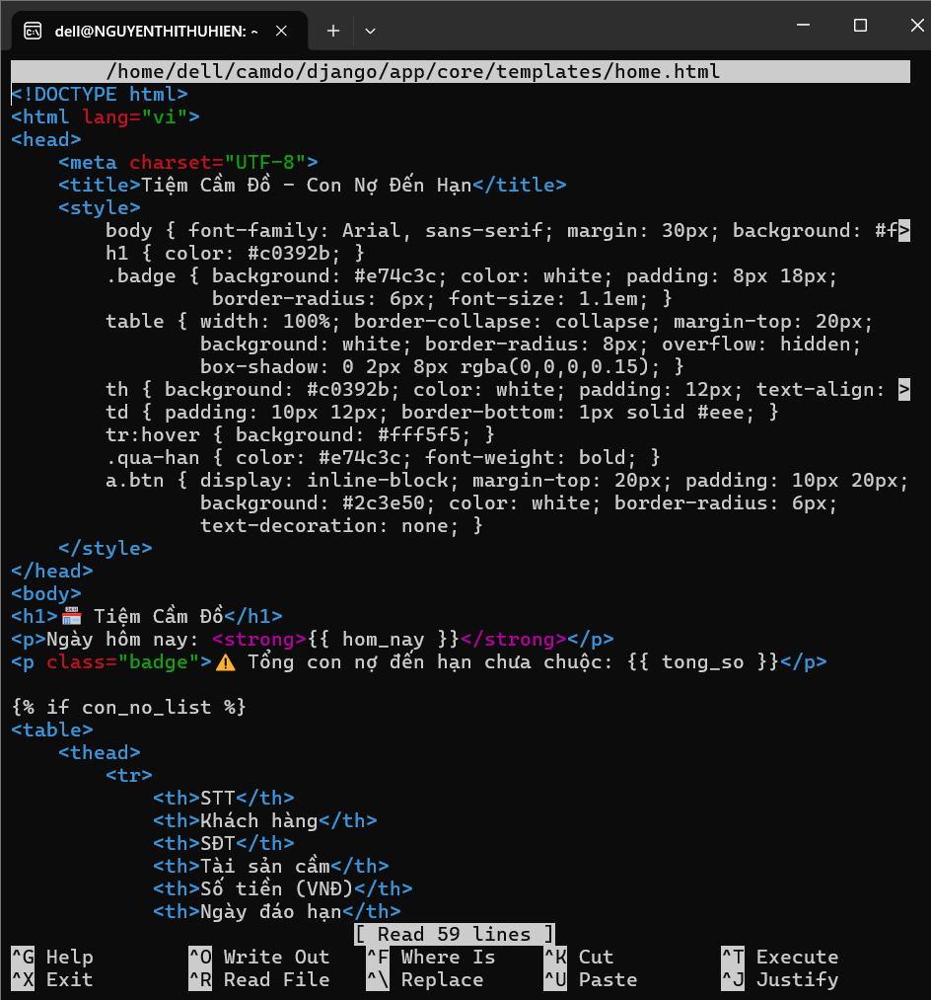 dell@NGUYENTHITHUHIEN: ~
/home/dell/camdo/django/app/core/templates/home.html
<!DOCTYPE html>
<html lang="vi">
<head>
    <meta charset="UTF-8">
    <title>Tiệm Cầm Đồ - Con Nợ Đến Hạn</title>
    <style>
        body { font-family: Arial, sans-serif; margin: 30px; background: #f>
        h1 { color: #c0392b; }
        .badge { background: #e74c3c; color: white; padding: 8px 18px;
                 border-radius: 6px; font-size: 1.1em; }
        table { width: 100%; border-collapse: collapse; margin-top: 20px;
                background: white; border-radius: 8px; overflow: hidden;
                box-shadow: 0 2px 8px rgba(0,0,0,0.15); }
        th { background: #c0392b; color: white; padding: 12px; text-align: >
        td { padding: 10px 12px; border-bottom: 1px solid #eee; }
        tr:hover { background: #fff5f5; }
        .qua-han { color: #e74c3c; font-weight: bold; }
        a.btn { display: inline-block; margin-top: 20px; padding: 10px 20px;
                background: #2c3e50; color: white; border-radius: 6px;
                text-decoration: none; }
    </style>
</head>
<body>
<h1>🏪 Tiệm Cầm Đồ</h1>
<p>Ngày hôm nay: <strong>{{ hom_nay }}</strong></p>
<p class="badge">⚠️ Tổng con nợ đến hạn chưa chuộc: {{ tong_so }}</p>

{% if con_no_list %}
<table>
    <thead>
        <tr>
            <th>STT</th>
            <th>Khách hàng</th>
            <th>SĐT</th>
            <th>Tài sản cầm</th>
            <th>Số tiền (VNĐ)</th>
            <th>Ngày đáo hạn</th>
[ Read 59 lines ]
^G Help ^O Write Out ^F Where Is ^K Cut ^T Execute
^X Exit ^R Read File ^\ Replace ^U Paste ^J Justify